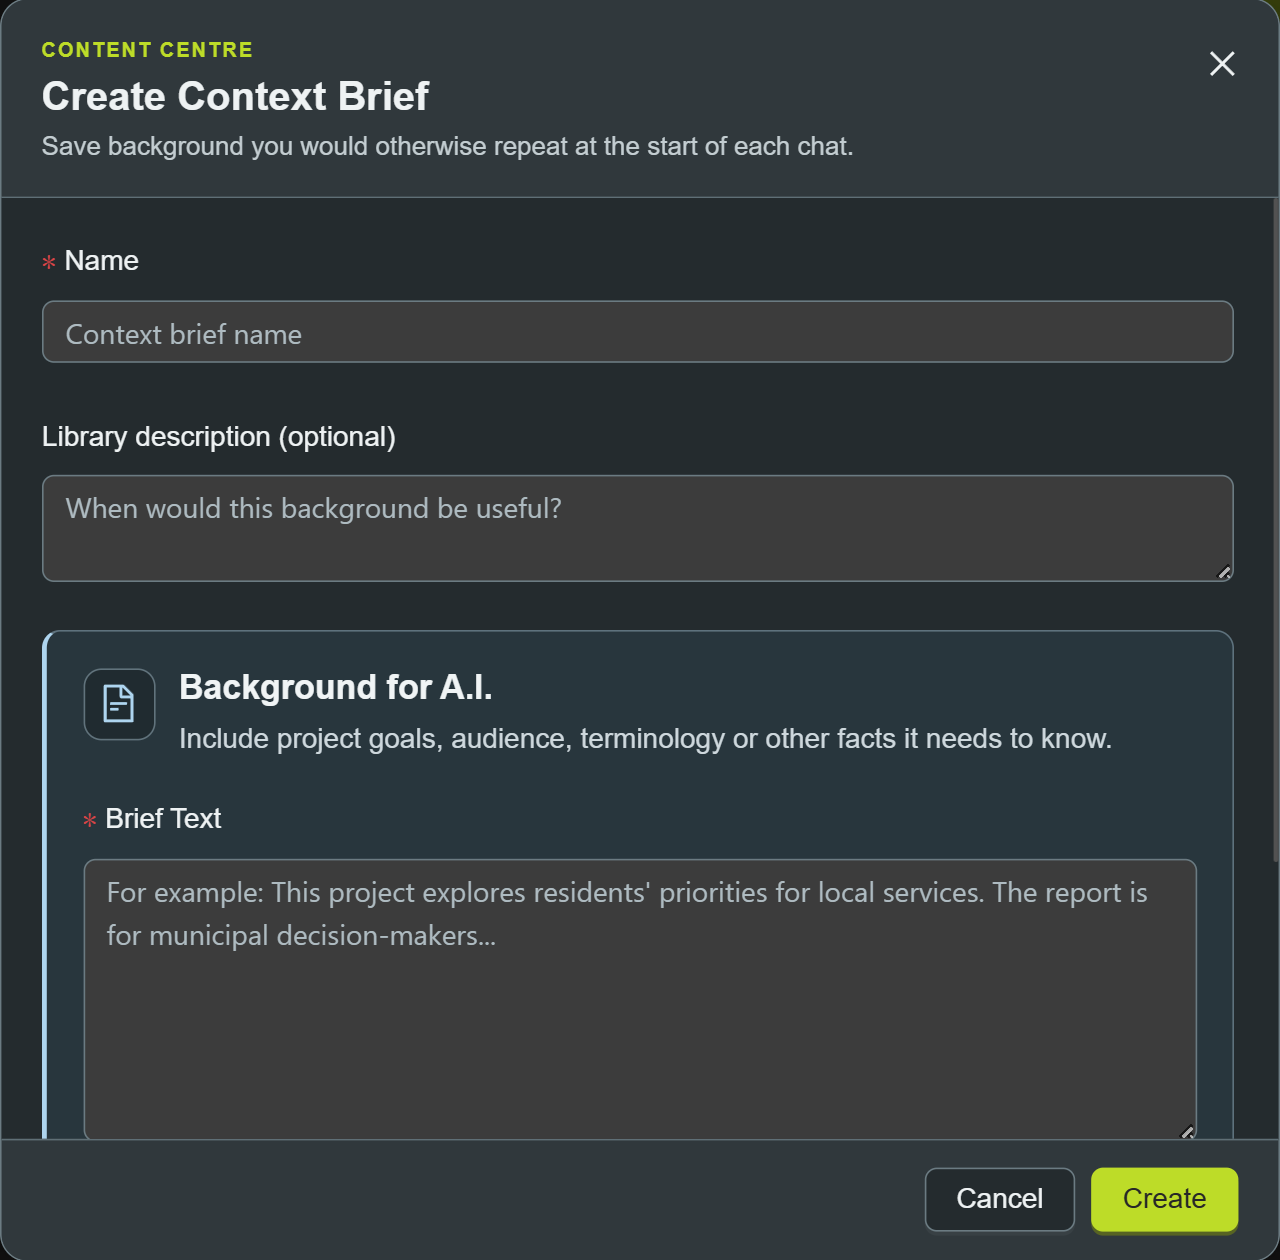 CONTENT CENTRE
Create Context Brief
Save background you would otherwise repeat at the start of each chat.
* Name
Context brief name
Library description (optional)
When would this background be useful?
Background for A.I.
Include project goals, audience, terminology or other facts it needs to know.
* Brief Text
For example: This project explores residents' priorities for local services. The report is
for municipal decision-makers...
Cancel
Create